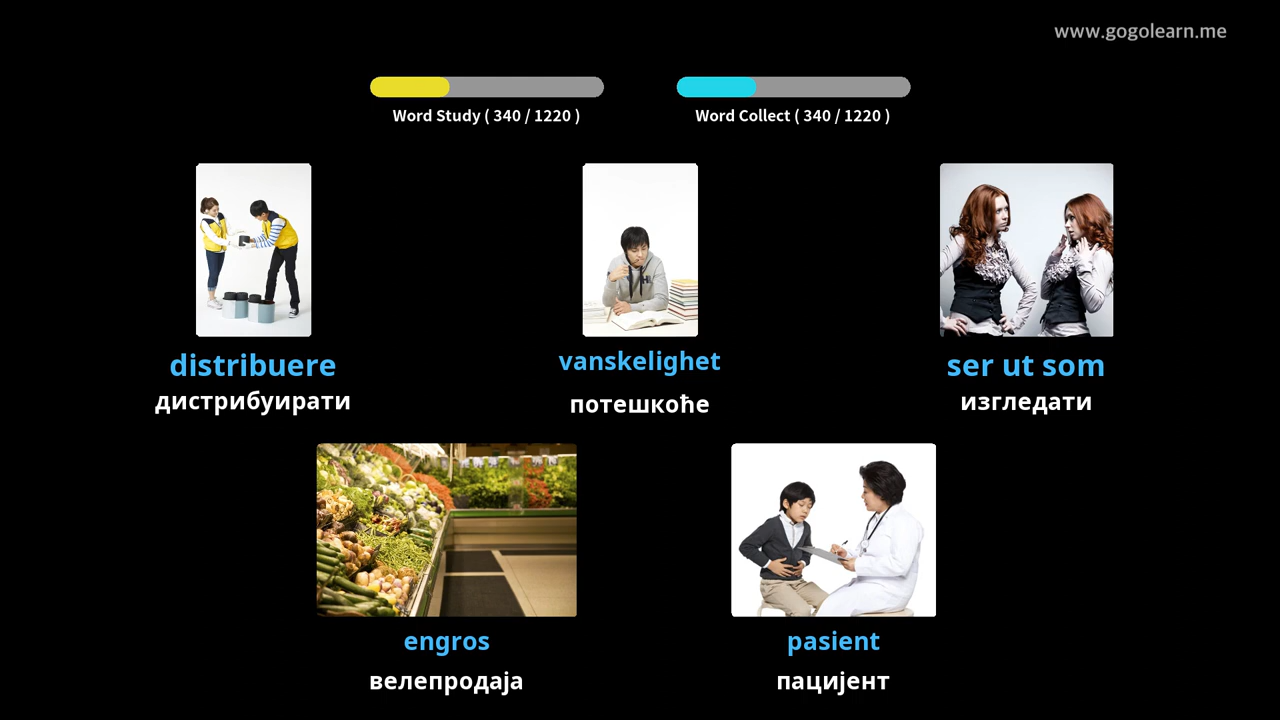 www.gogolearn.me
Word Study ( 340 / 1220 )
Word Collect ( 340 / 1220 )
distribuere
дистрибуирати
vanskelighet
потешкоће
ser ut som
изгледати
engros
велепродаја
pasient
пацијент